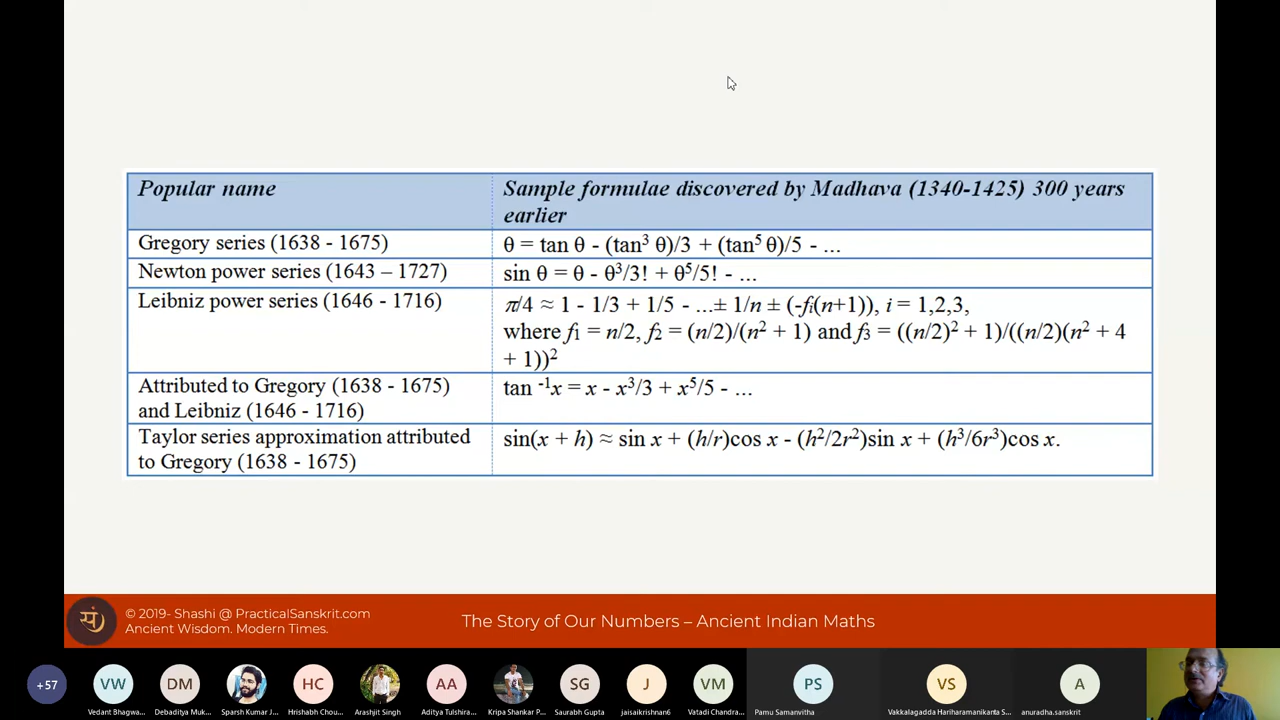 Popular name
Sample formulae discovered by Madhava (1340-1425) 300 years
earlier
Gregory series (1638 - 1675)
θ = tan θ - (tan³ θ)/3 + (tan⁵ θ)/5 - ...
Newton power series (1643 – 1727)
sin θ = θ - θ³/3! + θ⁵/5! - ...
Leibniz power series (1646 - 1716)
π/4 ≈ 1 - 1/3 + 1/5 - ...± 1/n ± (-fᵢ(n+1)), i = 1,2,3,
where f₁ = n/2, f₂ = (n/2)/(n² + 1) and f₃ = ((n/2)² + 1)/((n/2)(n² + 4
+ 1))²
Attributed to Gregory (1638 - 1675)
and Leibniz (1646 - 1716)
tan ⁻¹x = x - x³/3 + x⁵/5 - ...
Taylor series approximation attributed
to Gregory (1638 - 1675)
sin(x + h) ≈ sin x + (h/r)cos x - (h²/2r²)sin x + (h³/6r³)cos x.
सं
© 2019- Shashi @ PracticalSanskrit.com
Ancient Wisdom. Modern Times.
The Story of Our Numbers – Ancient Indian Maths
+57
VW
DM
HC
AA
SG
J
VM
PS
VS
A
Vedant Bhagwa...
Debaditya Muk...
Sparsh Kumar J...
Hrishabh Chou...
Arashjit Singh
Aditya Tulshira...
Kripa Shankar P...
Saurabh Gupta
jaisaikrishnan6
Vatadi Chandra...
Pamu Samanvitha
Vakkalagadda Hariharamanikanta S...
anuradha.sanskrit